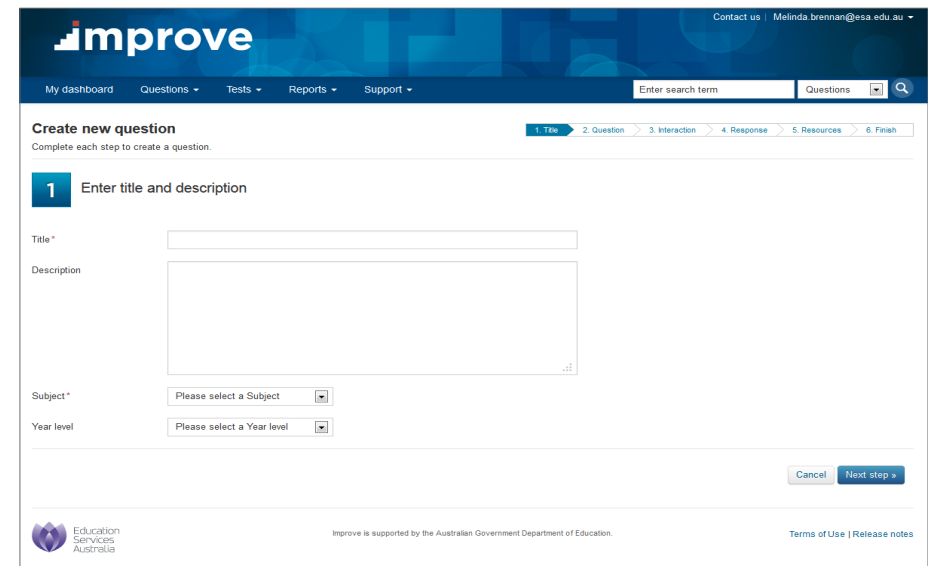 Contact us | Melinda.brennan@esa.edu.au
improve
My dashboard Questions Tests Reports Support Enter search term Questions
Create new question
1. Title 2. Question 3. Interaction 4. Response 5. Resources 6. Finish
Complete each step to create a question.
1 Enter title and description
Title *
Description
Subject * Please select a Subject
Year level Please select a Year level
Cancel Next step »
Education
Services
Australia
Improve is supported by the Australian Government Department of Education.
Terms of Use | Release notes